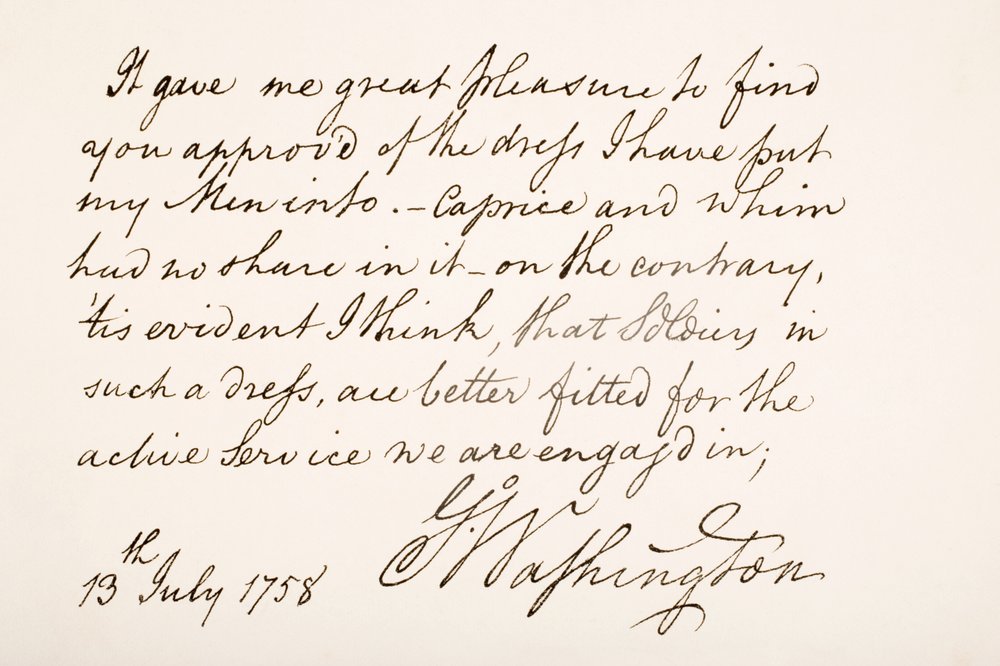 It gave me great pleasure to find
you approv'd of the dress I have put
my Men into. – Caprice and whim
had no share in it – on the contrary,
'tis evident I think, that Soldiers in
such a dress, are better fitted for the
active Service we are engag'd in;
G:o Washington
13th July 1758